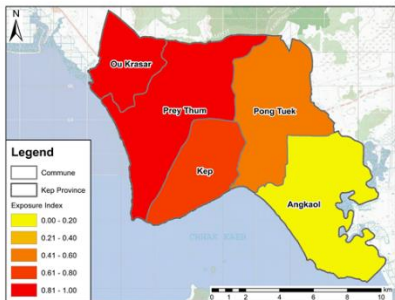 N
Ou Krasar
Prey Thum
Pong Tuek
Kep
Angkaol
Legend
Commune
Kep Province
Exposure Index
0.00 - 0.20
0.21 - 0.40
0.41 - 0.60
0.61 - 0.80
0.81 - 1.00
km
0 1 2 4 6 8 10